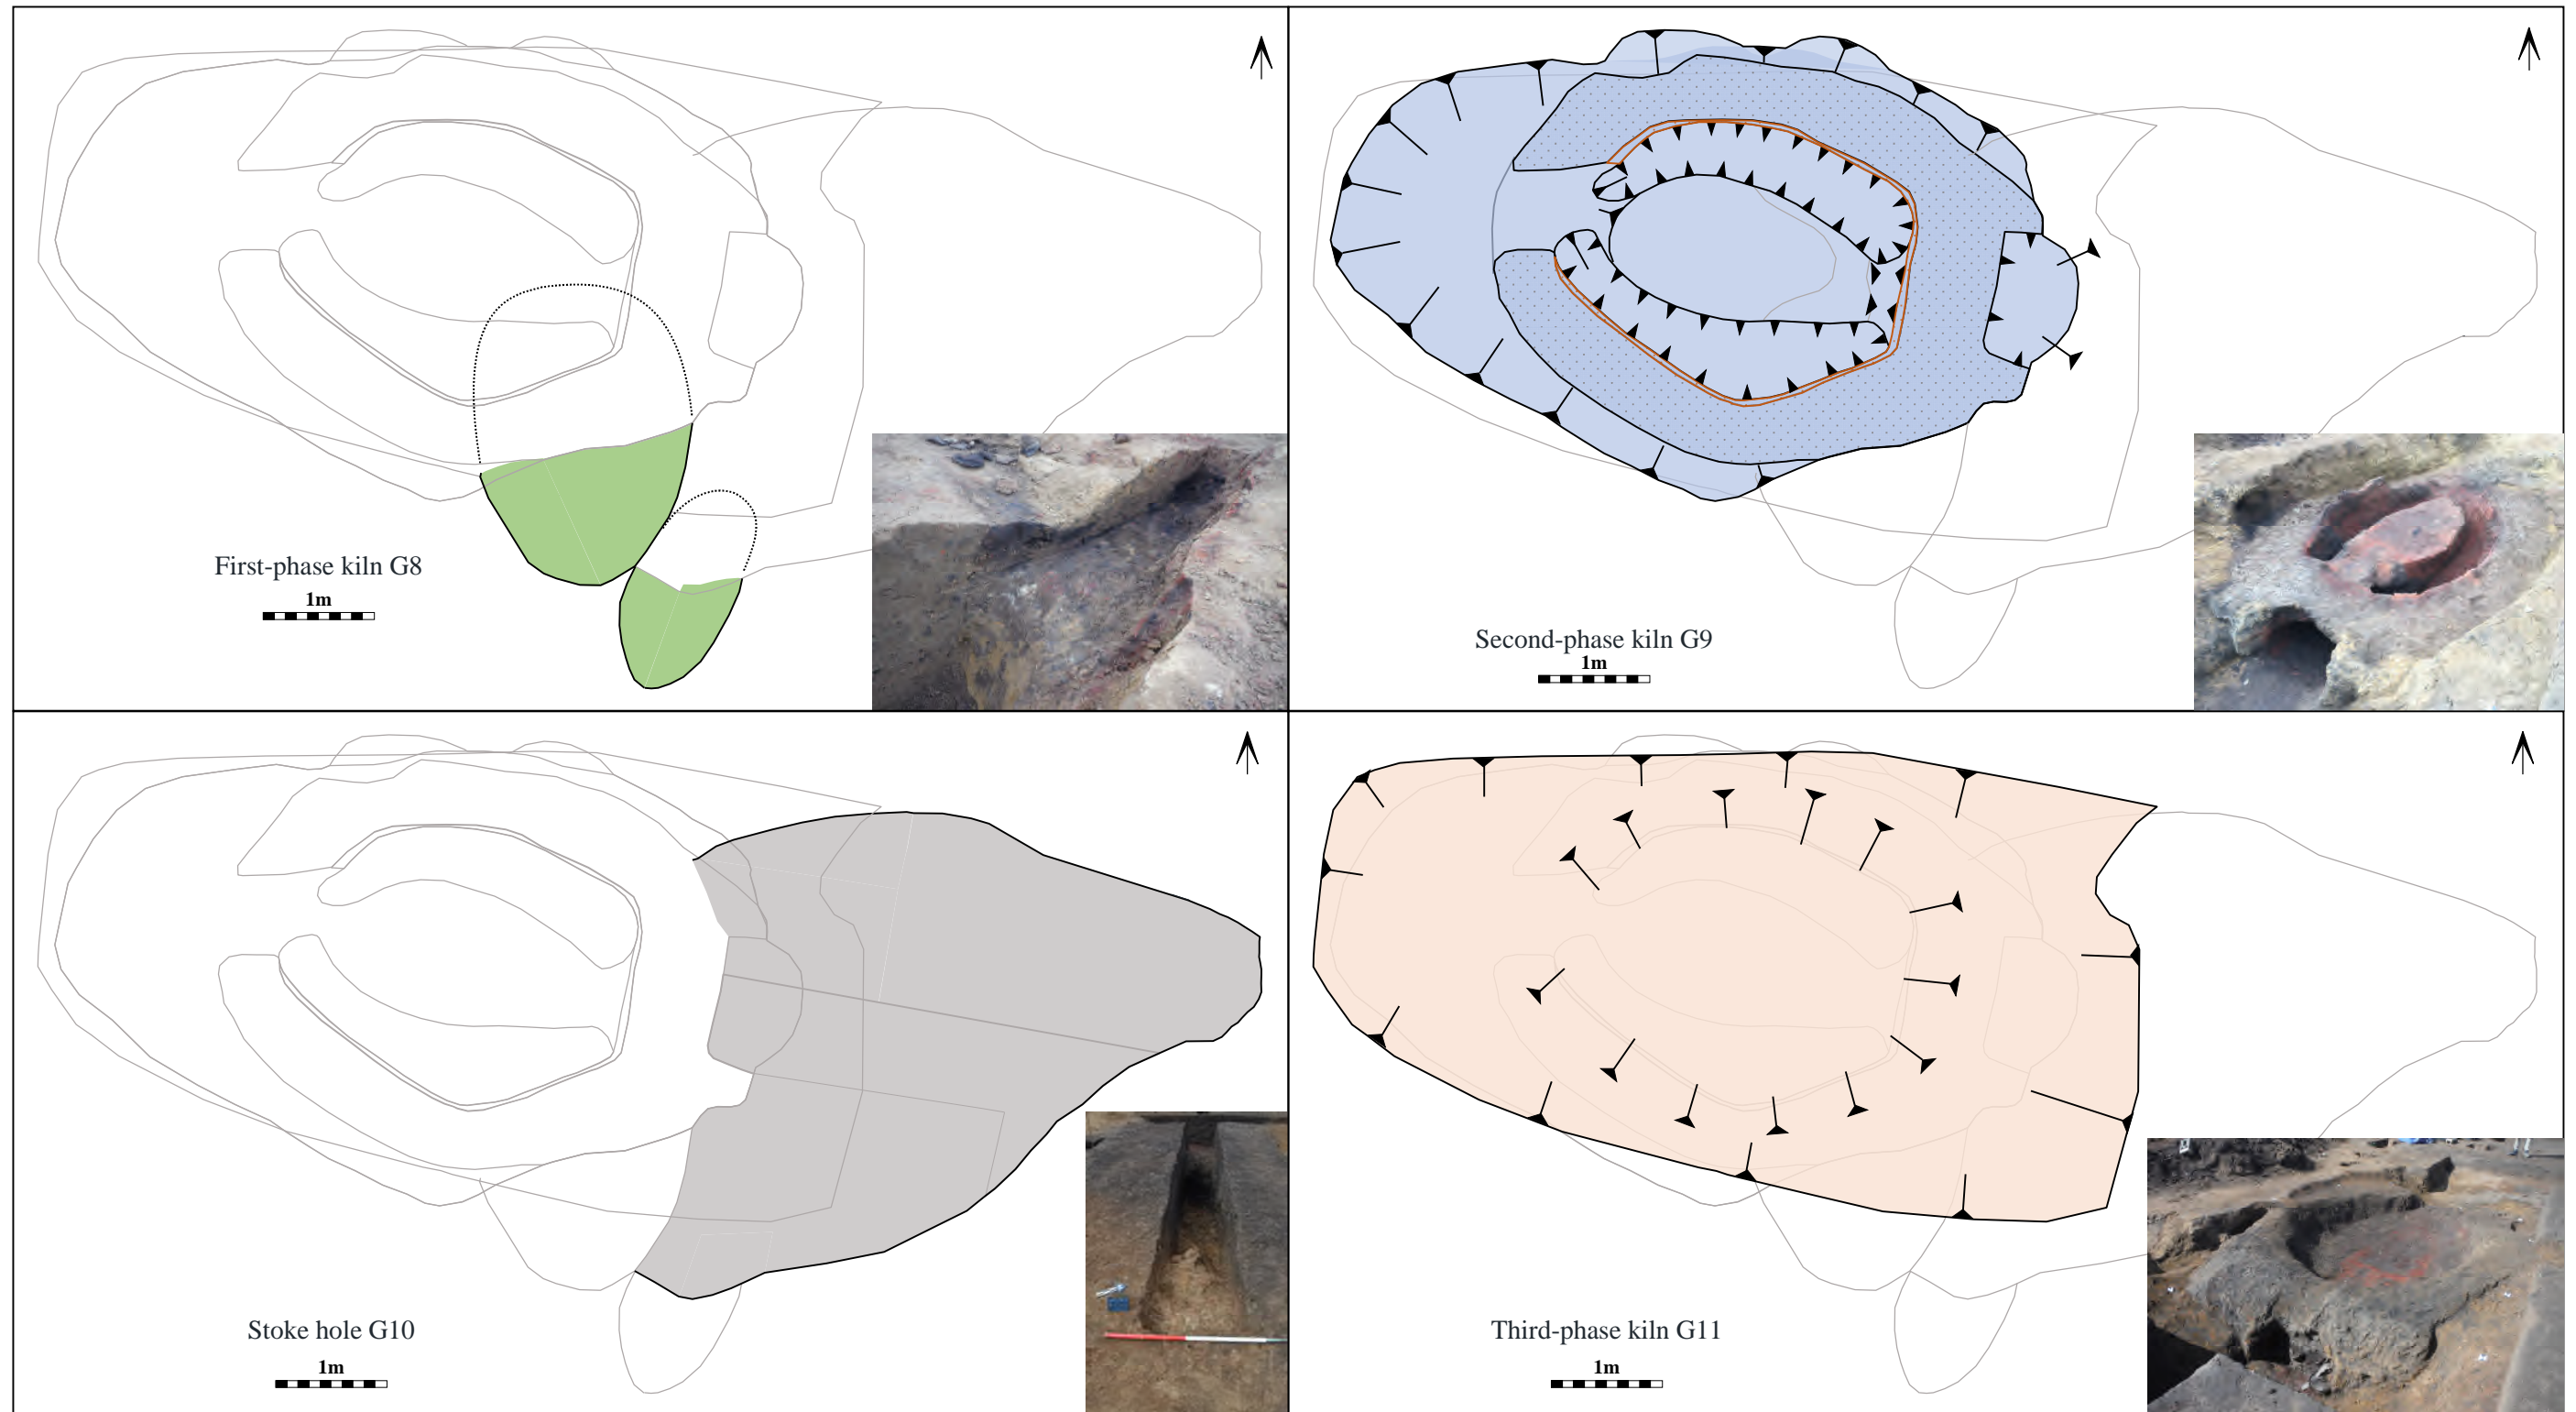 First-phase kiln G8
1m
Second-phase kiln G9
1m
Stoke hole G10
1m
Third-phase kiln G11
1m